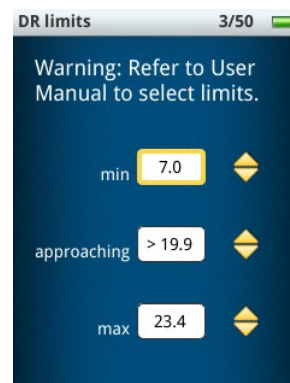 DR limits 3/50
Warning: Refer to User
Manual to select limits.
min 7.0
approaching > 19.9
max 23.4